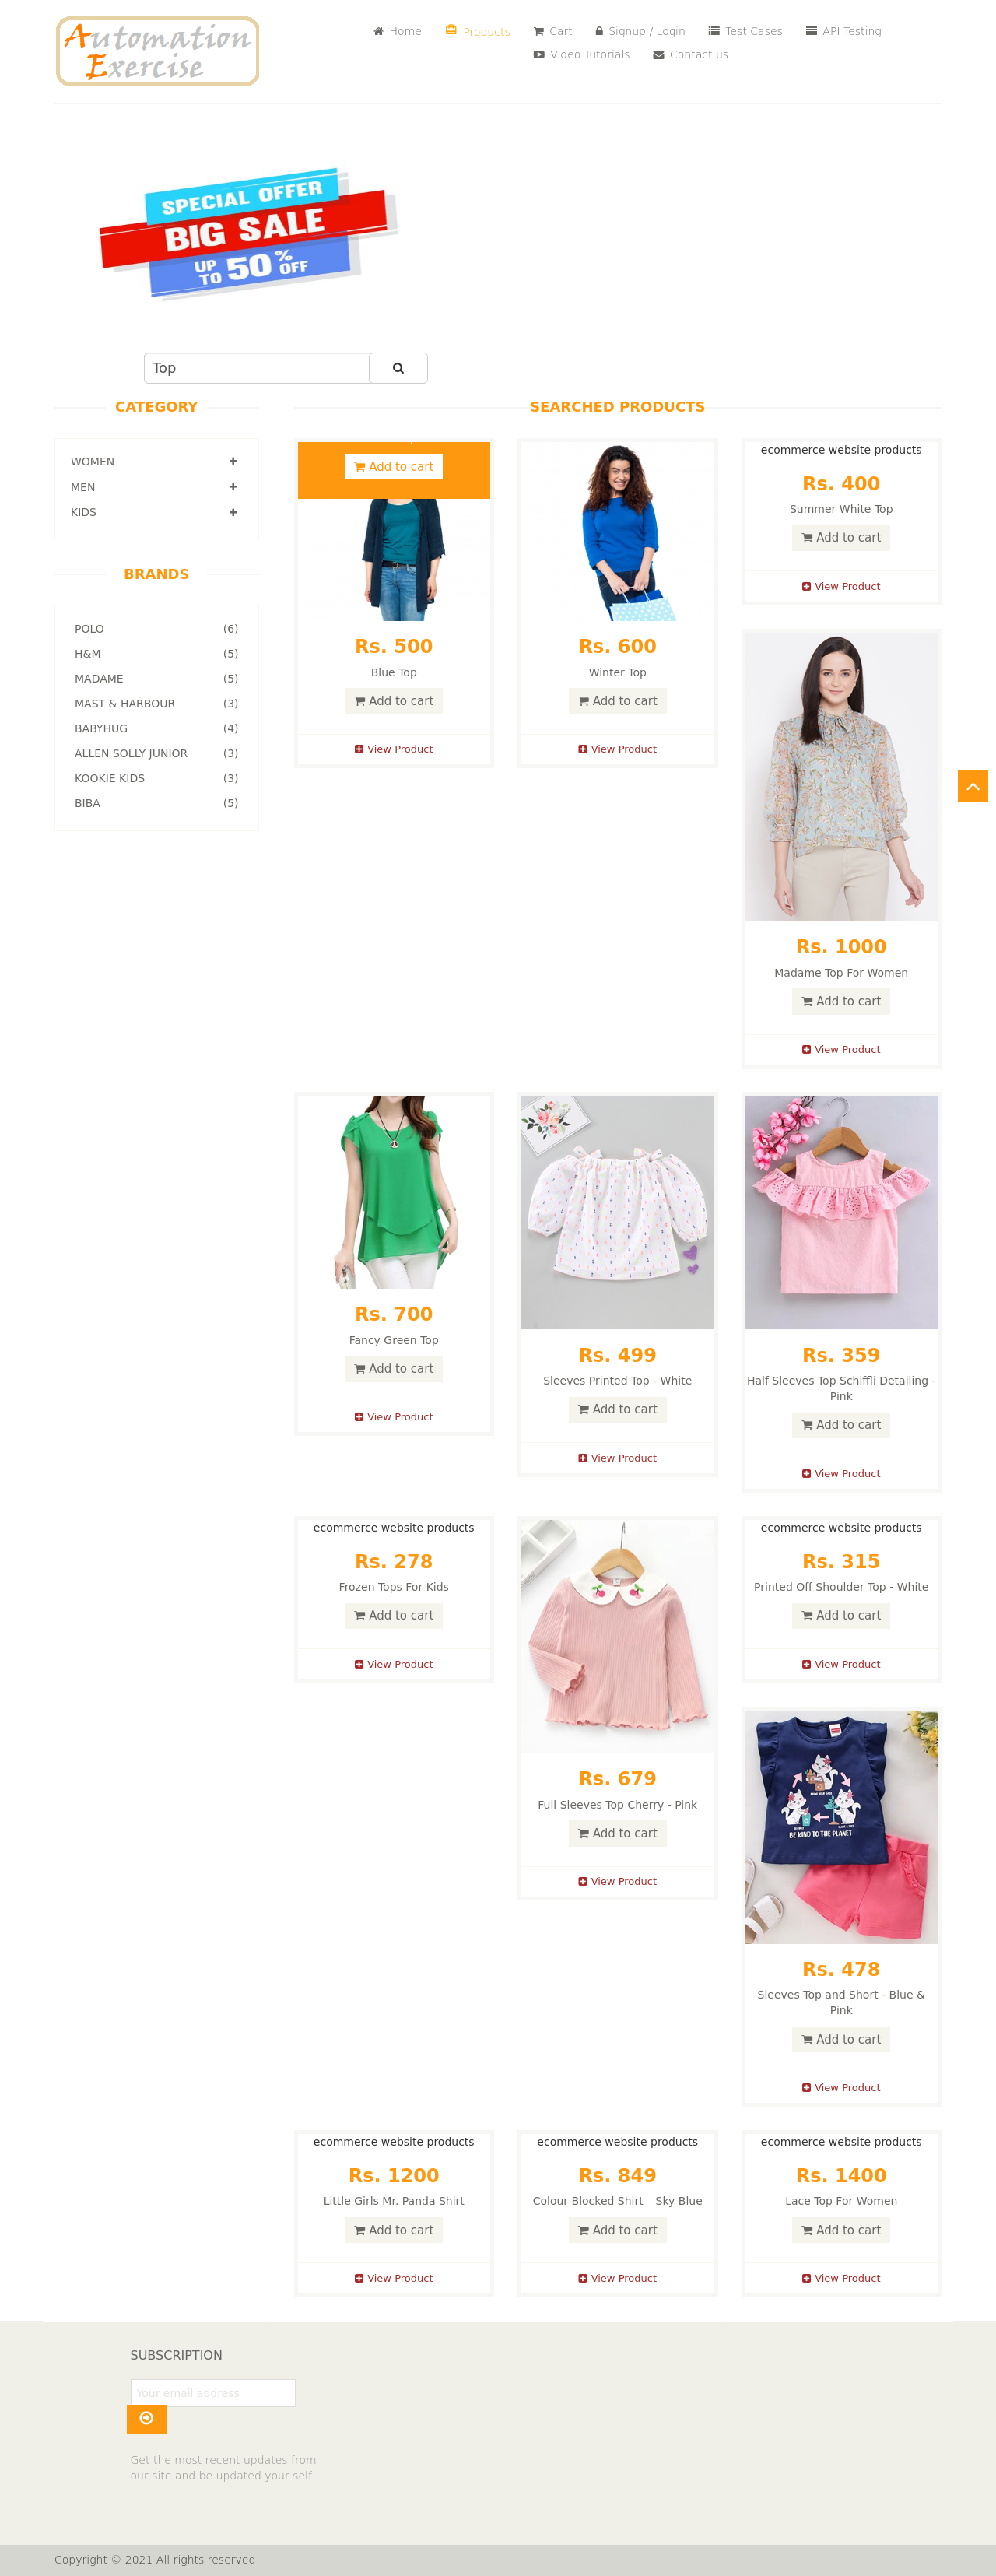 Automation
Exercise
Home
Products
Cart
Signup / Login
Test Cases
API Testing
Video Tutorials
Contact us
SPECIAL OFFER
BIG SALE
UP TO 50% OFF
Top
CATEGORY
WOMEN
MEN
KIDS
BRANDS
POLO (6)
H&M (5)
MADAME (5)
MAST & HARBOUR (3)
BABYHUG (4)
ALLEN SOLLY JUNIOR (3)
KOOKIE KIDS (3)
BIBA (5)
SEARCHED PRODUCTS
Add to cart
Rs. 500
Blue Top
Add to cart
View Product
Rs. 600
Winter Top
Add to cart
View Product
ecommerce website products
Rs. 400
Summer White Top
Add to cart
View Product
Rs. 1000
Madame Top For Women
Add to cart
View Product
Rs. 700
Fancy Green Top
Add to cart
View Product
Rs. 499
Sleeves Printed Top - White
Add to cart
View Product
Rs. 359
Half Sleeves Top Schiffli Detailing -
Pink
Add to cart
View Product
ecommerce website products
Rs. 278
Frozen Tops For Kids
Add to cart
View Product
Rs. 679
Full Sleeves Top Cherry - Pink
Add to cart
View Product
ecommerce website products
Rs. 315
Printed Off Shoulder Top - White
Add to cart
View Product
BE KIND TO THE PLANET
Rs. 478
Sleeves Top and Short - Blue &
Pink
Add to cart
View Product
ecommerce website products
Rs. 1200
Little Girls Mr. Panda Shirt
Add to cart
View Product
ecommerce website products
Rs. 849
Colour Blocked Shirt – Sky Blue
Add to cart
View Product
ecommerce website products
Rs. 1400
Lace Top For Women
Add to cart
View Product
SUBSCRIPTION
Your email address
Get the most recent updates from
our site and be updated your self...
Copyright © 2021 All rights reserved